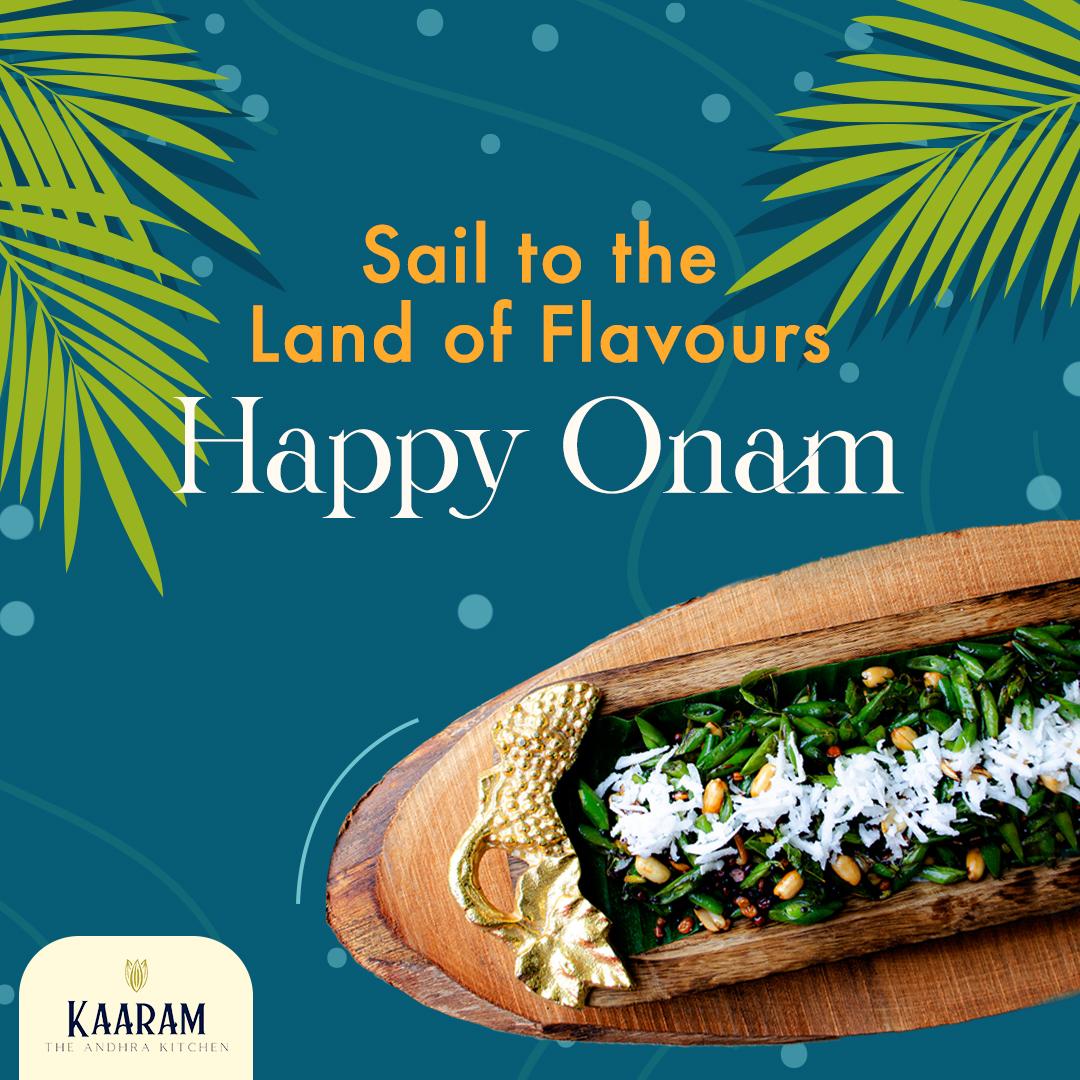 Sail to the
Land of Flavours
Happy Onam
KAARAM
THE ANDHRA KITCHEN